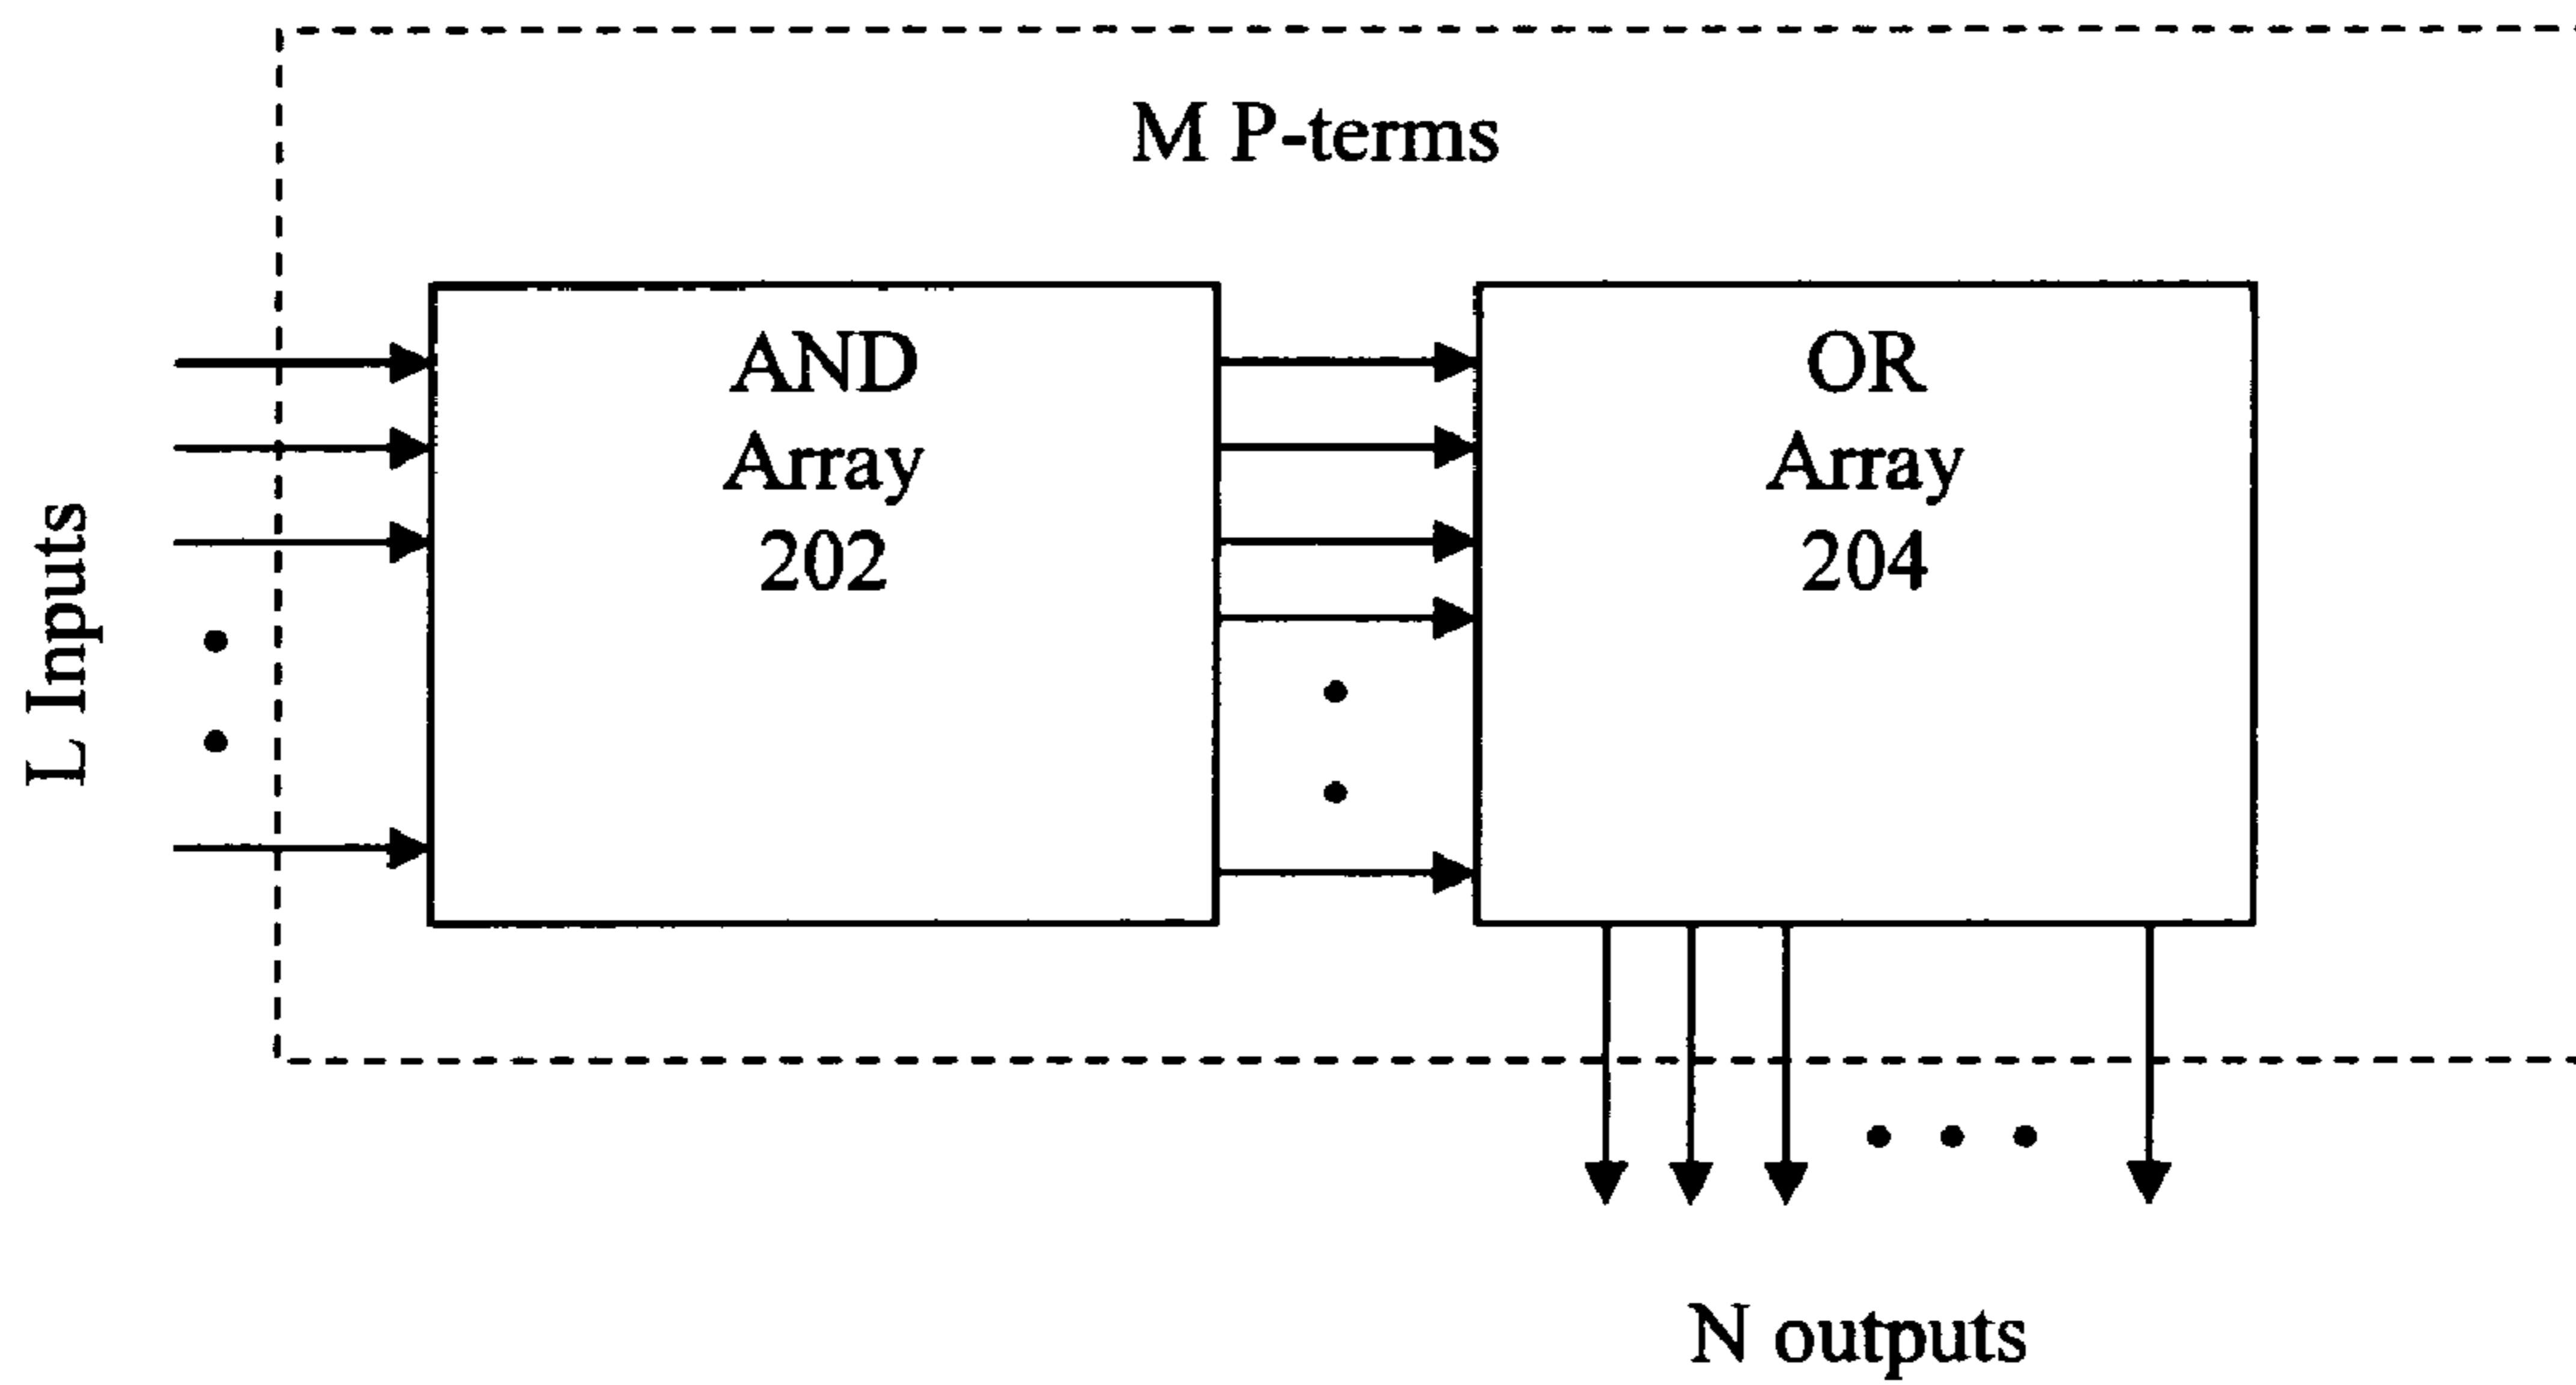 M P-terms
L Inputs
AND
Array
202
OR
Array
204
N outputs